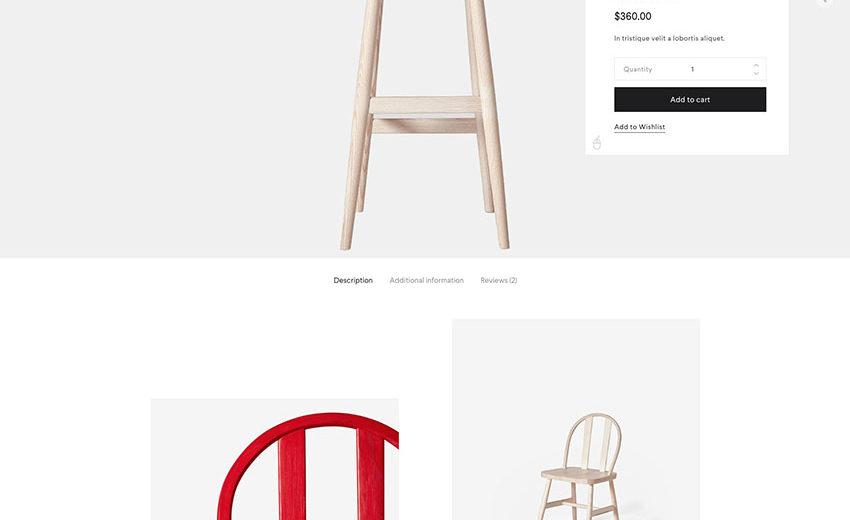 $360.00
In tristique velit a lobortis aliquet.
Quantity 1
Add to cart
Add to Wishlist
Description Additional information Reviews (2)